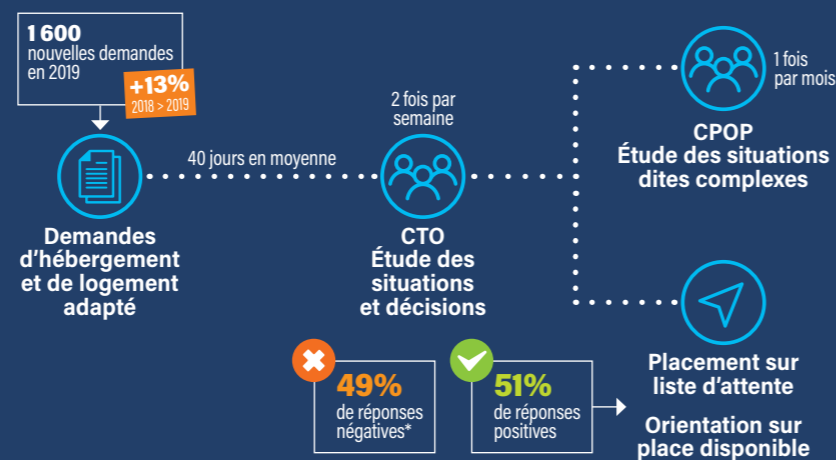 1 600
nouvelles demandes
en 2019
+13%
2018 > 2019
Demandes
d'hébergement
et de logement
adapté
40 jours en moyenne
2 fois par
semaine
CTO
Étude des
situations
et décisions
1 fois
par mois
CPOP
Étude des situations
dites complexes
49%
de réponses
négatives*
51%
de réponses
positives
Placement sur
liste d'attente
Orientation sur
place disponible